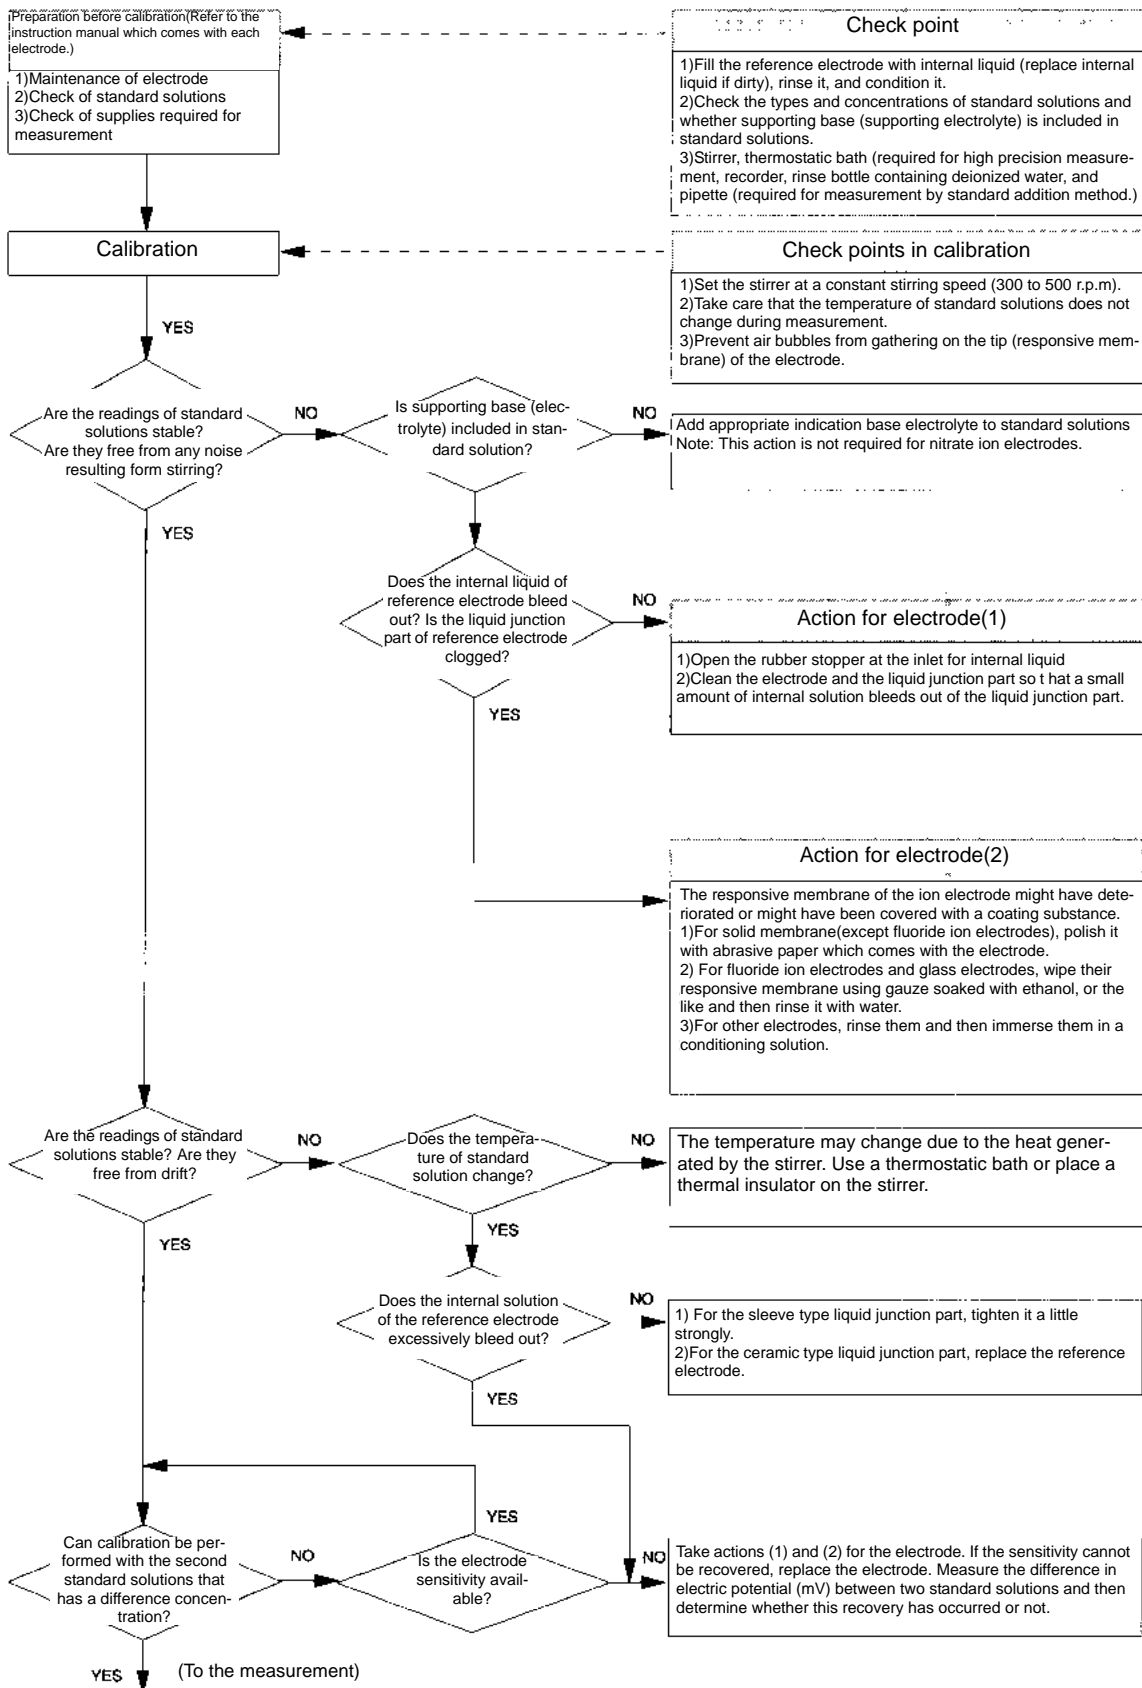 Preparation before calibration(Refer to the
instruction manual which comes with each
electrode.)
1)Maintenance of electrode
2)Check of standard solutions
3)Check of supplies required for
measurement
Check point
1)Fill the reference electrode with internal liquid (replace internal
liquid if dirty), rinse it, and condition it.
2)Check the types and concentrations of standard solutions and
whether supporting base (supporting electrolyte) is included in
standard solutions.
3)Stirrer, thermostatic bath (required for high precision measure-
ment, recorder, rinse bottle containing deionized water, and
pipette (required for measurement by standard addition method.)
Calibration
Check points in calibration
1)Set the stirrer at a constant stirring speed (300 to 500 r.p.m).
2)Take care that the temperature of standard solutions does not
change during measurement.
3)Prevent air bubbles from gathering on the tip (responsive mem-
brane) of the electrode.
YES
Are the readings of standard
solutions stable?
Are they free from any noise
resulting form stirring?
NO
Is supporting base (elec-
trolyte) included in stan-
dard solution?
NO
Add appropriate indication base electrolyte to standard solutions
Note: This action is not required for nitrate ion electrodes.
YES
Does the internal liquid of
reference electrode bleed
out? Is the liquid junction
part of reference electrode
clogged?
NO
Action for electrode(1)
1)Open the rubber stopper at the inlet for internal liquid
2)Clean the electrode and the liquid junction part so t hat a small
amount of internal solution bleeds out of the liquid junction part.
YES
Action for electrode(2)
The responsive membrane of the ion electrode might have dete-
riorated or might have been covered with a coating substance.
1)For solid membrane(except fluoride ion electrodes), polish it
with abrasive paper which comes with the electrode.
2) For fluoride ion electrodes and glass electrodes, wipe their
responsive membrane using gauze soaked with ethanol, or the
like and then rinse it with water.
3)For other electrodes, rinse them and then immerse them in a
conditioning solution.
Are the readings of standard
solutions stable? Are they
free from drift?
NO
Does the tempera-
ture of standard
solution change?
NO
The temperature may change due to the heat gener-
ated by the stirrer. Use a thermostatic bath or place a
thermal insulator on the stirrer.
YES
YES
Does the internal solution
of the reference electrode
excessively bleed out?
NO
1) For the sleeve type liquid junction part, tighten it a little
strongly.
2)For the ceramic type liquid junction part, replace the reference
electrode.
YES
YES
Can calibration be per-
formed with the second
standard solutions that
has a difference concen-
tration?
NO
Is the electrode
sensitivity avail-
able?
NO
Take actions (1) and (2) for the electrode. If the sensitivity cannot
be recovered, replace the electrode. Measure the difference in
electric potential (mV) between two standard solutions and then
determine whether this recovery has occurred or not.
YES
(To the measurement)